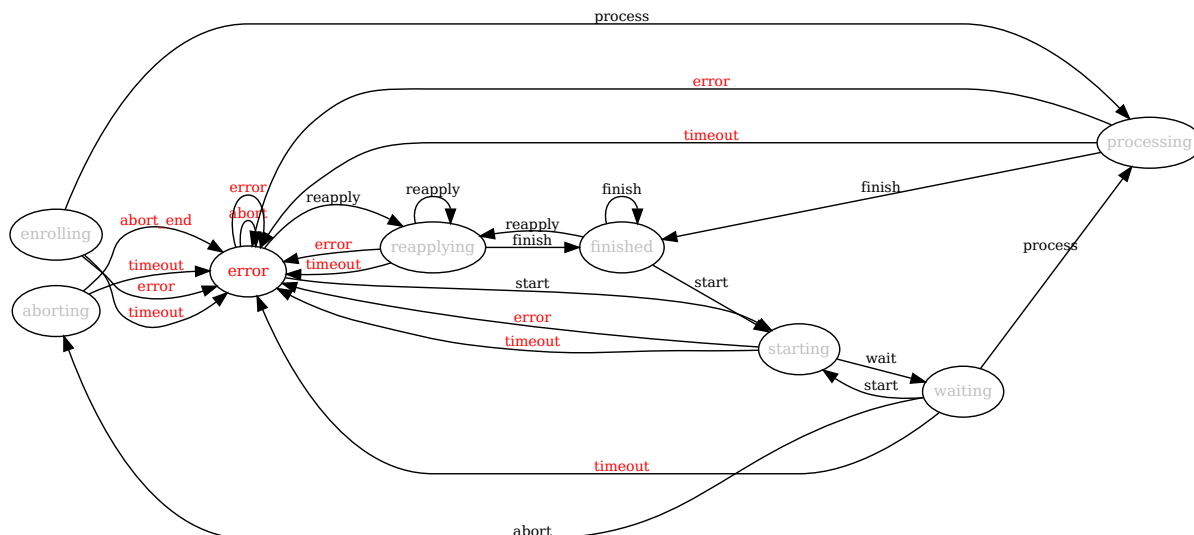 process
error
timeout
processing
finish
error
abort
reapply
reapply
finish
abort_end
enrolling
reapply
reapplying
finish
finished
process
timeout
error
error
timeout
error
start
start
aborting
timeout
error
timeout
starting
wait
start
waiting
timeout
abort